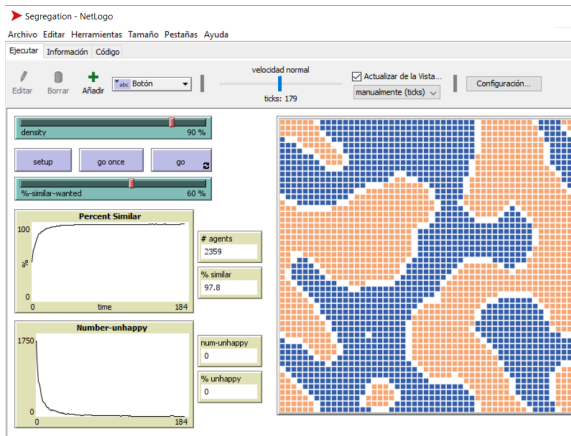 Segregation - NetLogo
Archivo Editar Herramientas Tamaño Pestañas Ayuda
Ejecutar Información Código
Editar Borrar Añadir
abc Botón
velocidad normal
ticks: 179
Actualizar de la Vista...
manualmente (ticks)
Configuración...
density 90 %
setup go once go
%-similar-wanted 60 %
Percent Similar
100
%
0
0 time 184
# agents
2359
% similar
97.8
Number-unhappy
1750
0
0 184
num-unhappy
0
% unhappy
0